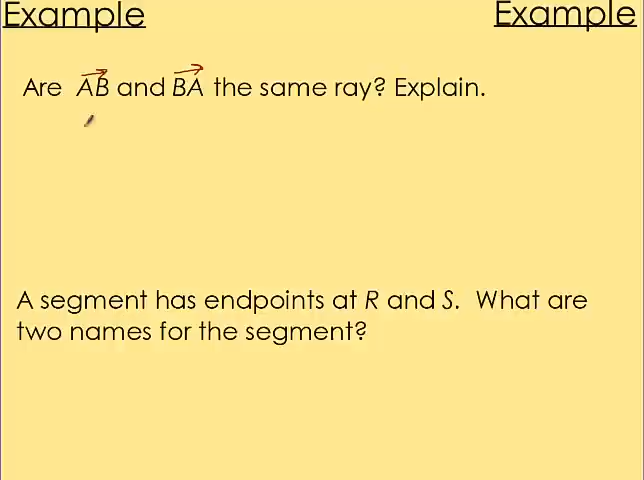 Example
Example
Are AB and BA the same ray? Explain.
A segment has endpoints at R and S. What are
two names for the segment?